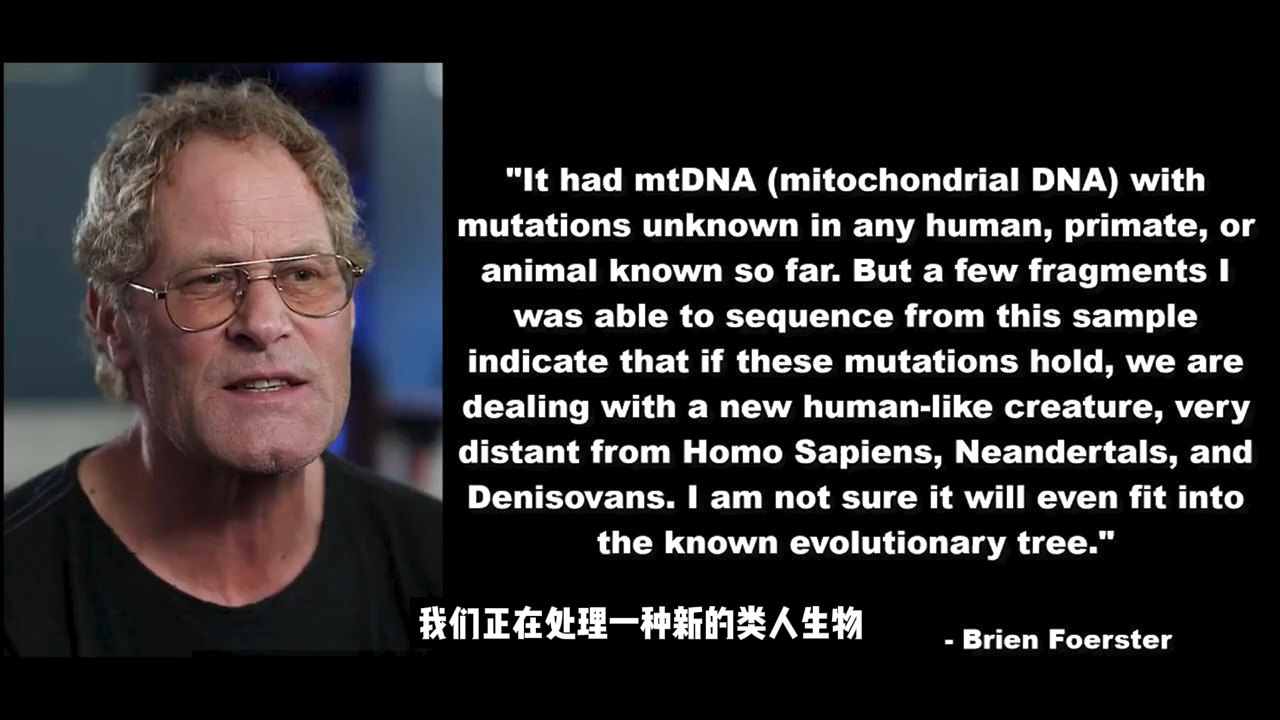 "It had mtDNA (mitochondrial DNA) with
mutations unknown in any human, primate, or
animal known so far. But a few fragments I
was able to sequence from this sample
indicate that if these mutations hold, we are
dealing with a new human-like creature, very
distant from Homo Sapiens, Neandertals, and
Denisovans. I am not sure it will even fit into
the known evolutionary tree."
我们正在处理一种新的类人生物
- Brien Foerster